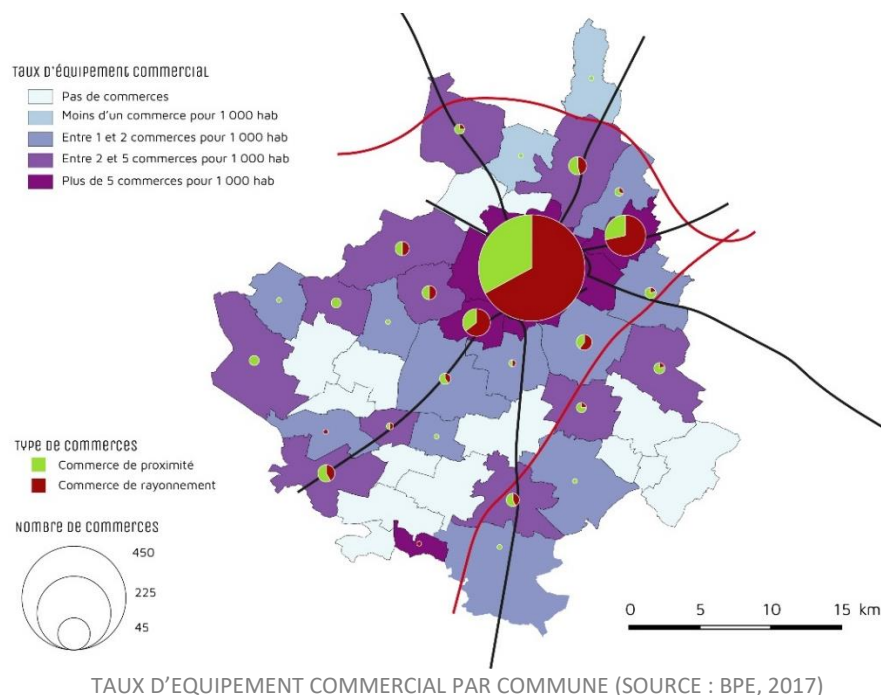 TAUX D'ÉQUIPEMENT COMMERCIAL
Pas de commerces
Moins d'un commerce pour 1 000 hab
Entre 1 et 2 commerces pour 1 000 hab
Entre 2 et 5 commerces pour 1 000 hab
Plus de 5 commerces pour 1 000 hab
TYPE DE COMMERCES
Commerce de proximité
Commerce de rayonnement
NOMBRE DE COMMERCES
450
225
45
0 5 10 15 km
TAUX D'EQUIPEMENT COMMERCIAL PAR COMMUNE (SOURCE : BPE, 2017)